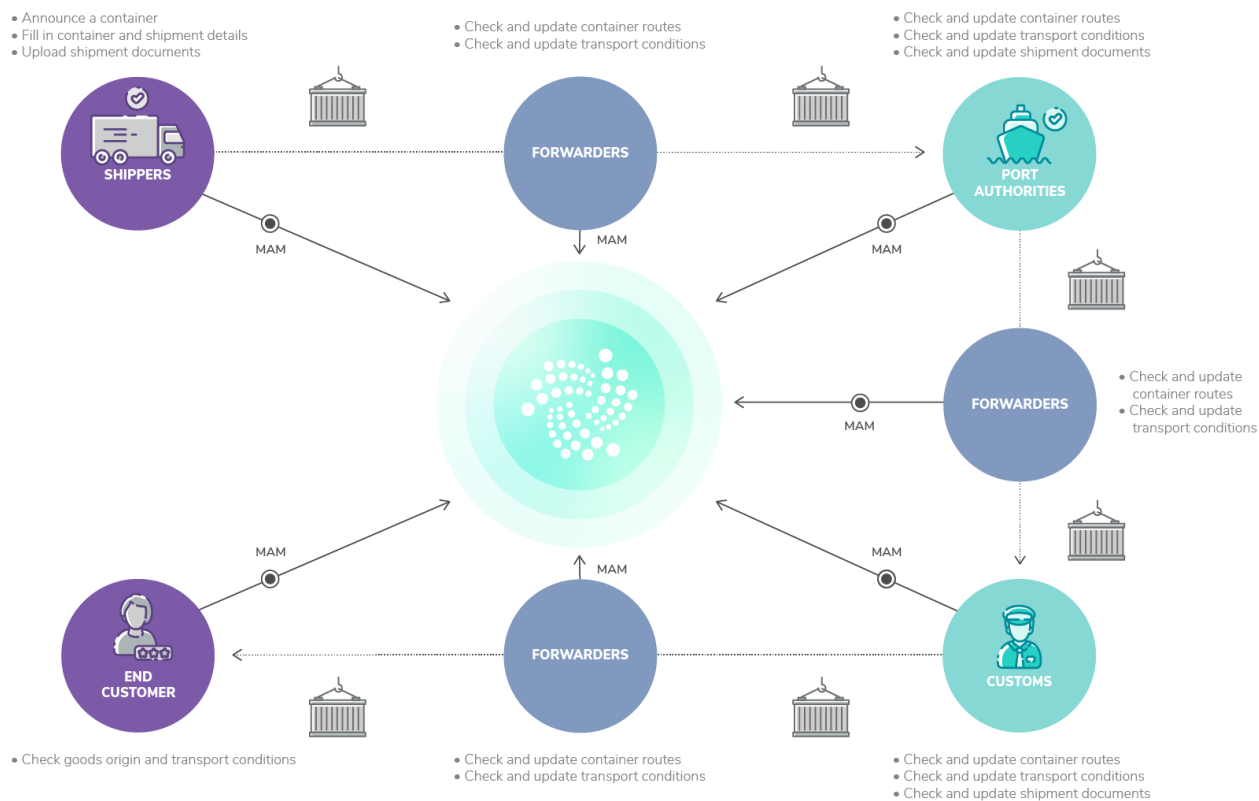 • Announce a container
• Fill in container and shipment details
• Upload shipment documents
• Check and update container routes
• Check and update transport conditions
• Check and update container routes
• Check and update transport conditions
• Check and update shipment documents
SHIPPERS
FORWARDERS
PORT
AUTHORITIES
MAM
MAM
MAM
FORWARDERS
MAM
• Check and update
container routes
• Check and update
transport conditions
MAM
MAM
MAM
END
CUSTOMER
FORWARDERS
CUSTOMS
• Check goods origin and transport conditions
• Check and update container routes
• Check and update transport conditions
• Check and update container routes
• Check and update transport conditions
• Check and update shipment documents